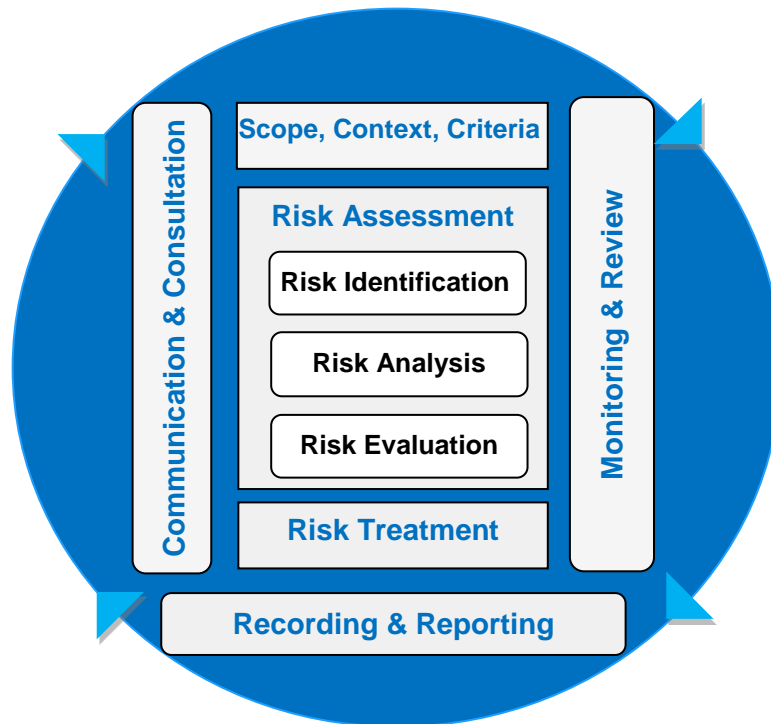 Scope, Context, Criteria
Communication & Consultation
Risk Assessment
Risk Identification
Risk Analysis
Risk Evaluation
Risk Treatment
Monitoring & Review
Recording & Reporting